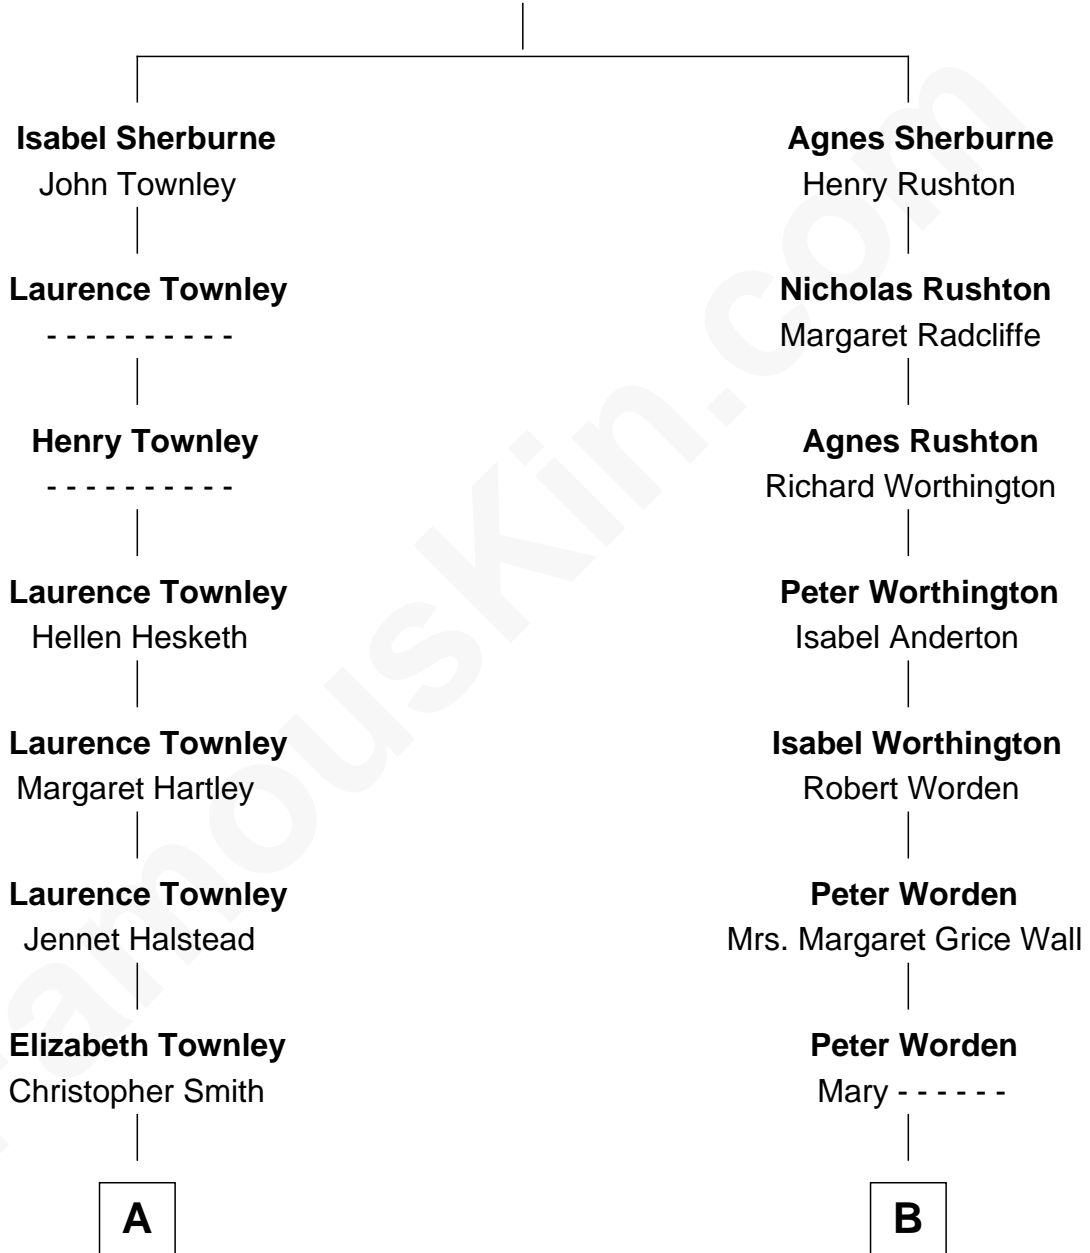 Isabel Sherburne
John Townley
Laurence Townley
- - - - - - - - - -
Henry Townley
- - - - - - - - - -
Laurence Townley
Hellen Hesketh
Laurence Townley
Margaret Hartley
Laurence Townley
Jennet Halstead
Elizabeth Townley
Christopher Smith
A
Agnes Sherburne
Henry Rushton
Nicholas Rushton
Margaret Radcliffe
Agnes Rushton
Richard Worthington
Peter Worthington
Isabel Anderton
Isabel Worthington
Robert Worden
Peter Worden
Mrs. Margaret Grice Wall
Peter Worden
Mary - - - - - -
B
FamousKin.com